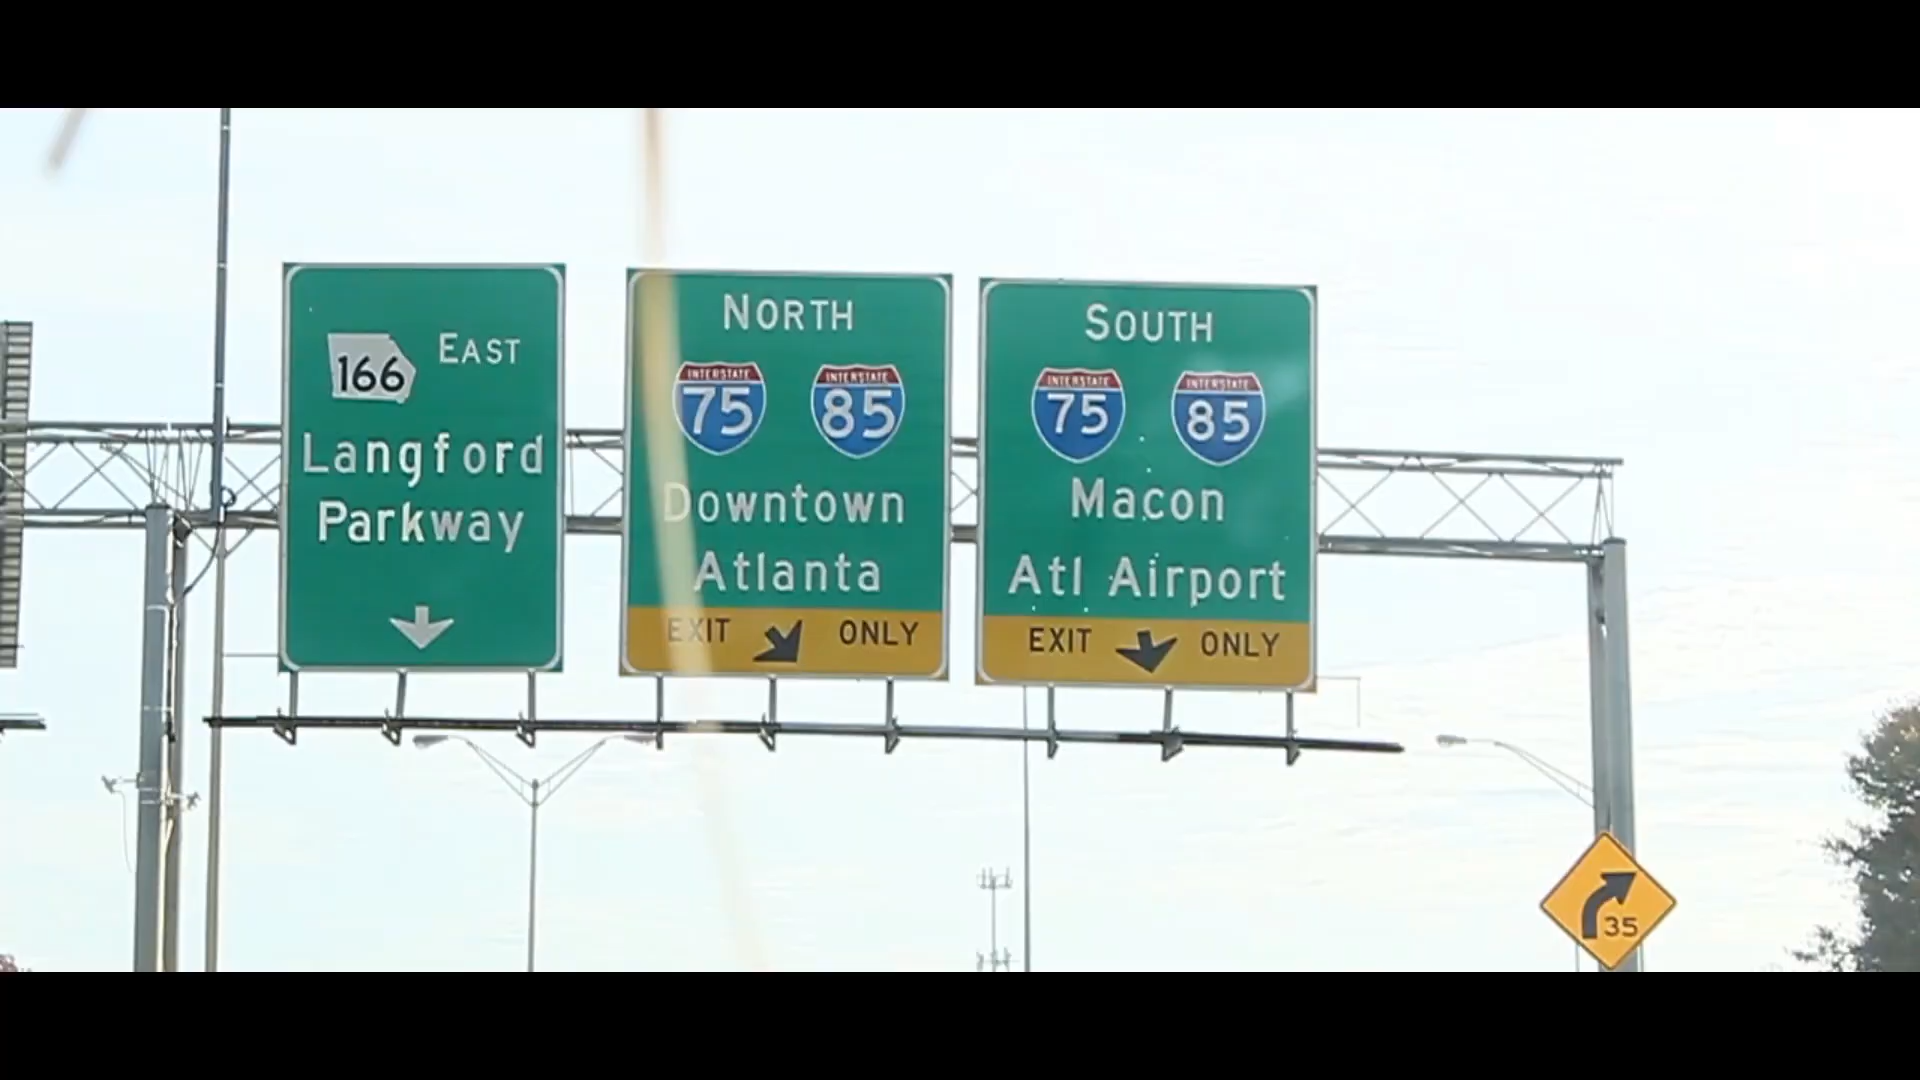 166 EAST
Langford
Parkway
NORTH
INTERSTATE 75 INTERSTATE 85
Downtown
Atlanta
EXIT ONLY
SOUTH
INTERSTATE 75 INTERSTATE 85
Macon
Atl Airport
EXIT ONLY
35